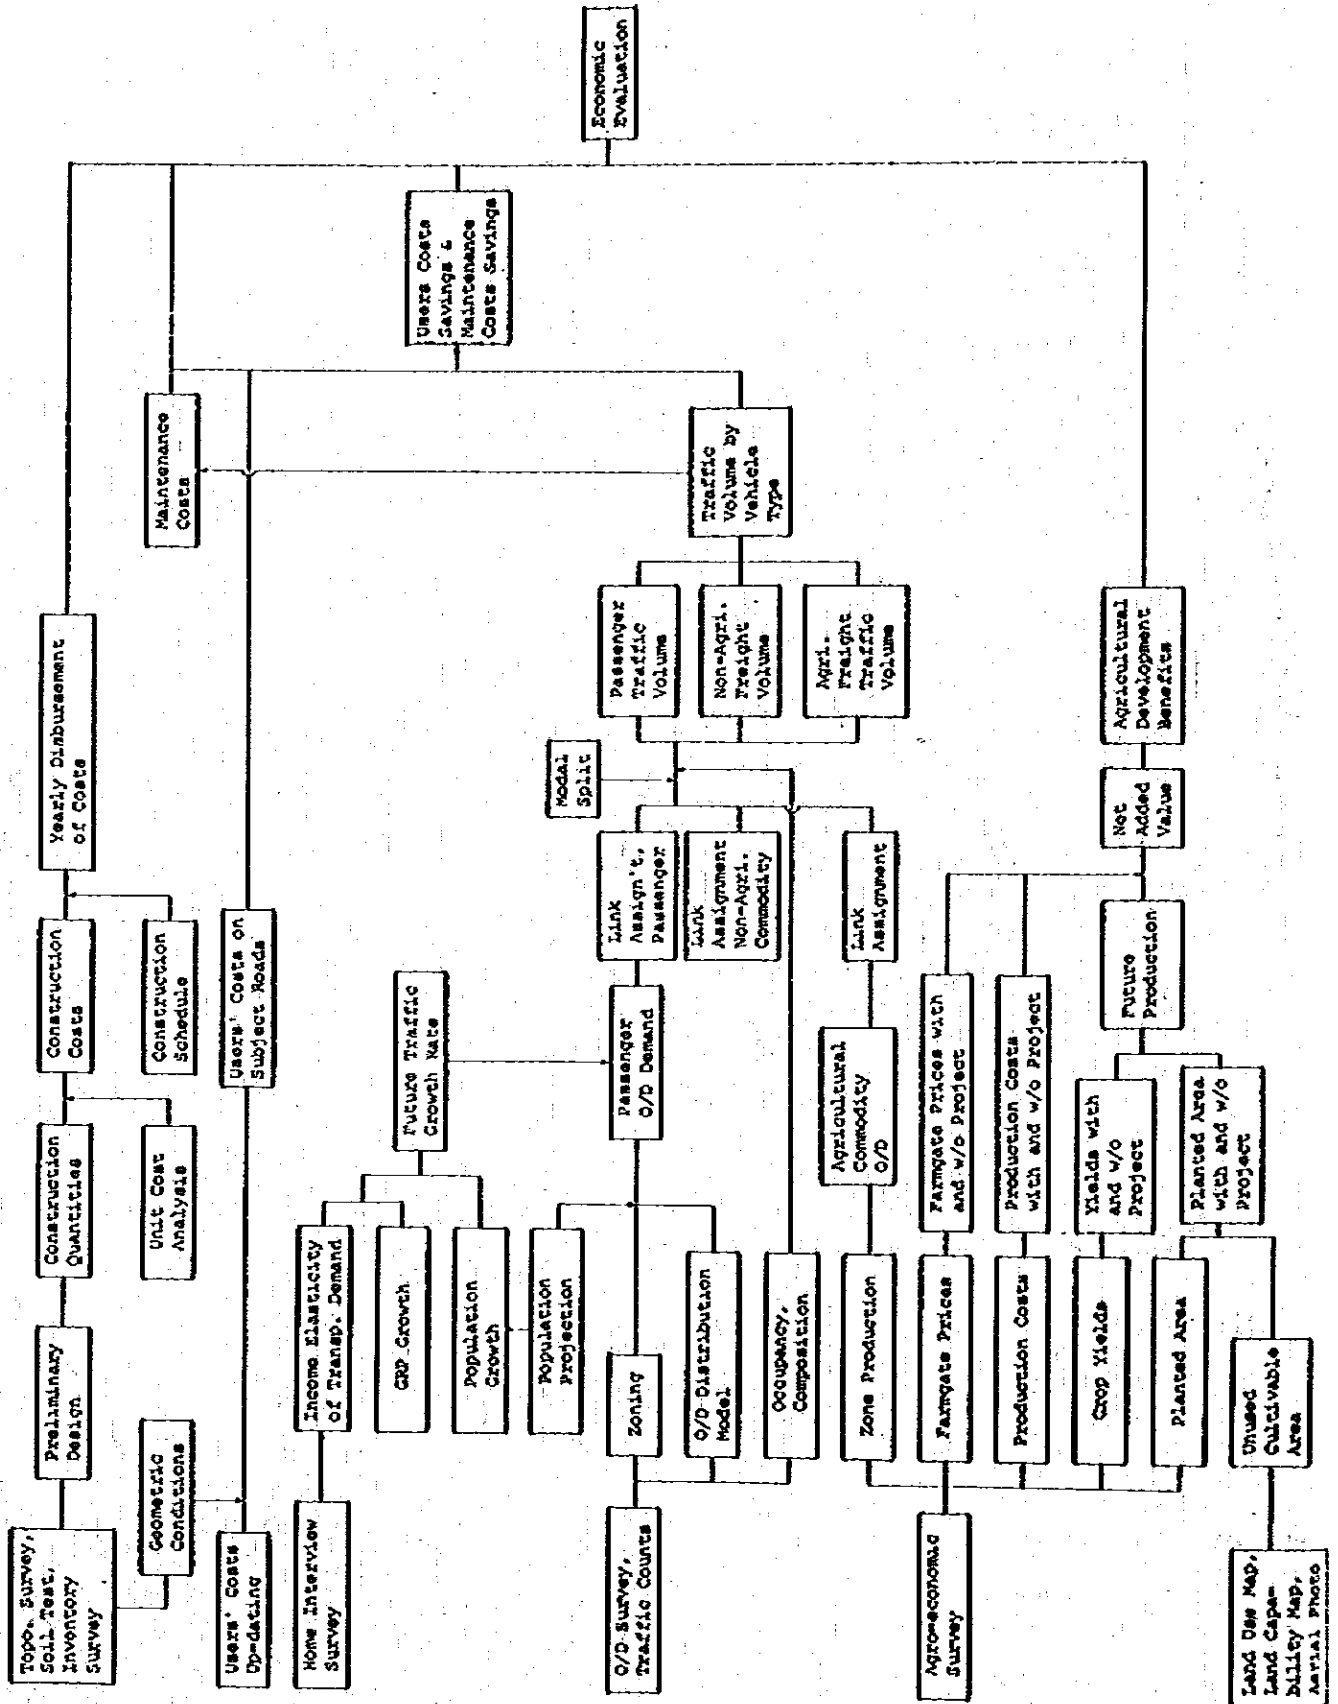 Topo. Survey,
Soil Test,
Inventory
Survey
Preliminary
Design
Construction
Quantities
Construction
Costs
Yearly Disbursement
of Costs
Geometric
Conditions
Unit Cost
Analysis
Construction
Schedule
Maintenance
Costs
Users' Costs
Up-dating
Users' Costs on
Subject Roads
Home Interview
Survey
Income Elasticity
of Transp. Demand
GRP Growth
Population
Growth
Future Traffic
Growth Rate
Users Costs
Savings &
Maintenance
Costs Savings
Economic
Evaluation
Population
Projection
O/D Survey,
Traffic Counts
Zoning
O/D Distribution
Model
Occupancy,
Composition
Passenger
O/D Demand
Link
Assign't,
Passenger
Link
Assignment
Non-Agri.
Commodity
Link
Assignment
Modal
Split
Passenger
Traffic
Volume
Non-Agri.
Freight
Volume
Agri.
Freight
Traffic
Volume
Traffic
Volume by
Vehicle
Type
Agro-economic
Survey
Zone Production
Agricultural
Commodity
O/D
Farmgate Prices
Farmgate Prices with
and w/o Project
Production Costs
Production Costs
with and w/o Project
Crop Yields
Yields with
and w/o
Project
Planted Area
Planted Area
with and w/o
Project
Future
Production
Net
Added
Value
Agricultural
Development
Benefits
Land Use Map,
Land Capa-
bility Map,
Aerial Photo
Unused
Cultivable
Area